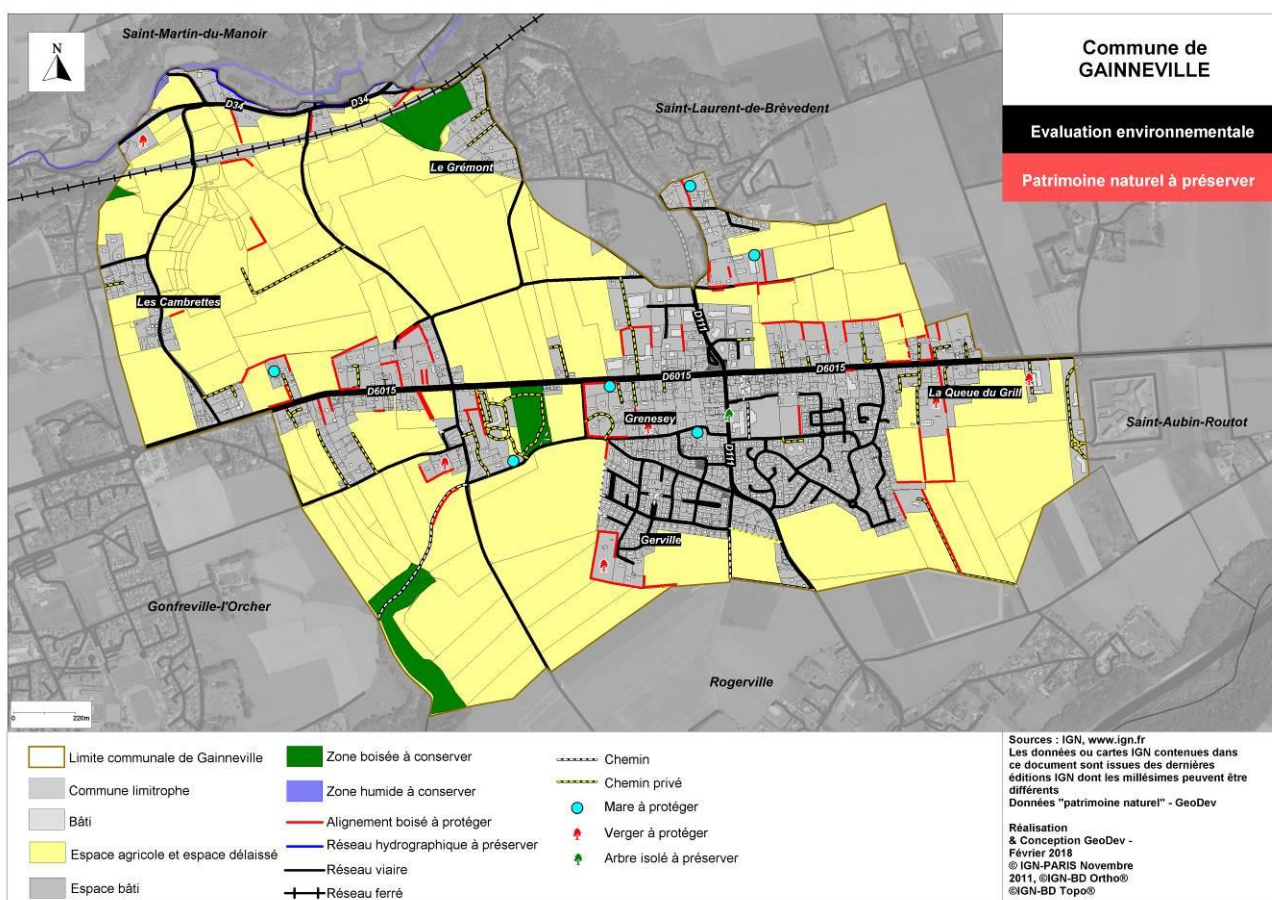 Commune de
GAINNEVILLE
Evaluation environnementale
Patrimoine naturel à préserver
N
Saint-Martin-du-Manoir
D34
D34
Saint-Laurent-de-Brèvedent
Le Grémont
Les Cambrettes
D111
D6015
D6015
D6015
La Queue du Grill
Grenesey
Saint-Aubin-Routot
D111
Gerville
Gonfreville-l'Orcher
Rogerville
0 220m
Limite communale de Gainneville
Commune limitrophe
Bâti
Espace agricole et espace délaissé
Espace bâti
Zone boisée à conserver
Zone humide à conserver
Alignement boisé à protéger
Réseau hydrographique à préserver
Réseau viaire
Réseau ferré
Chemin
Chemin privé
Mare à protéger
Verger à protéger
Arbre isolé à préserver
Sources : IGN, www.ign.fr
Les données ou cartes IGN contenues dans
ce document sont issues des dernières
éditions IGN dont les millésimes peuvent être
différents
Données "patrimoine naturel" - GeoDev
Réalisation
& Conception GeoDev -
Février 2018
© IGN-PARIS Novembre
2011, ©IGN-BD Ortho®
©IGN-BD Topo®